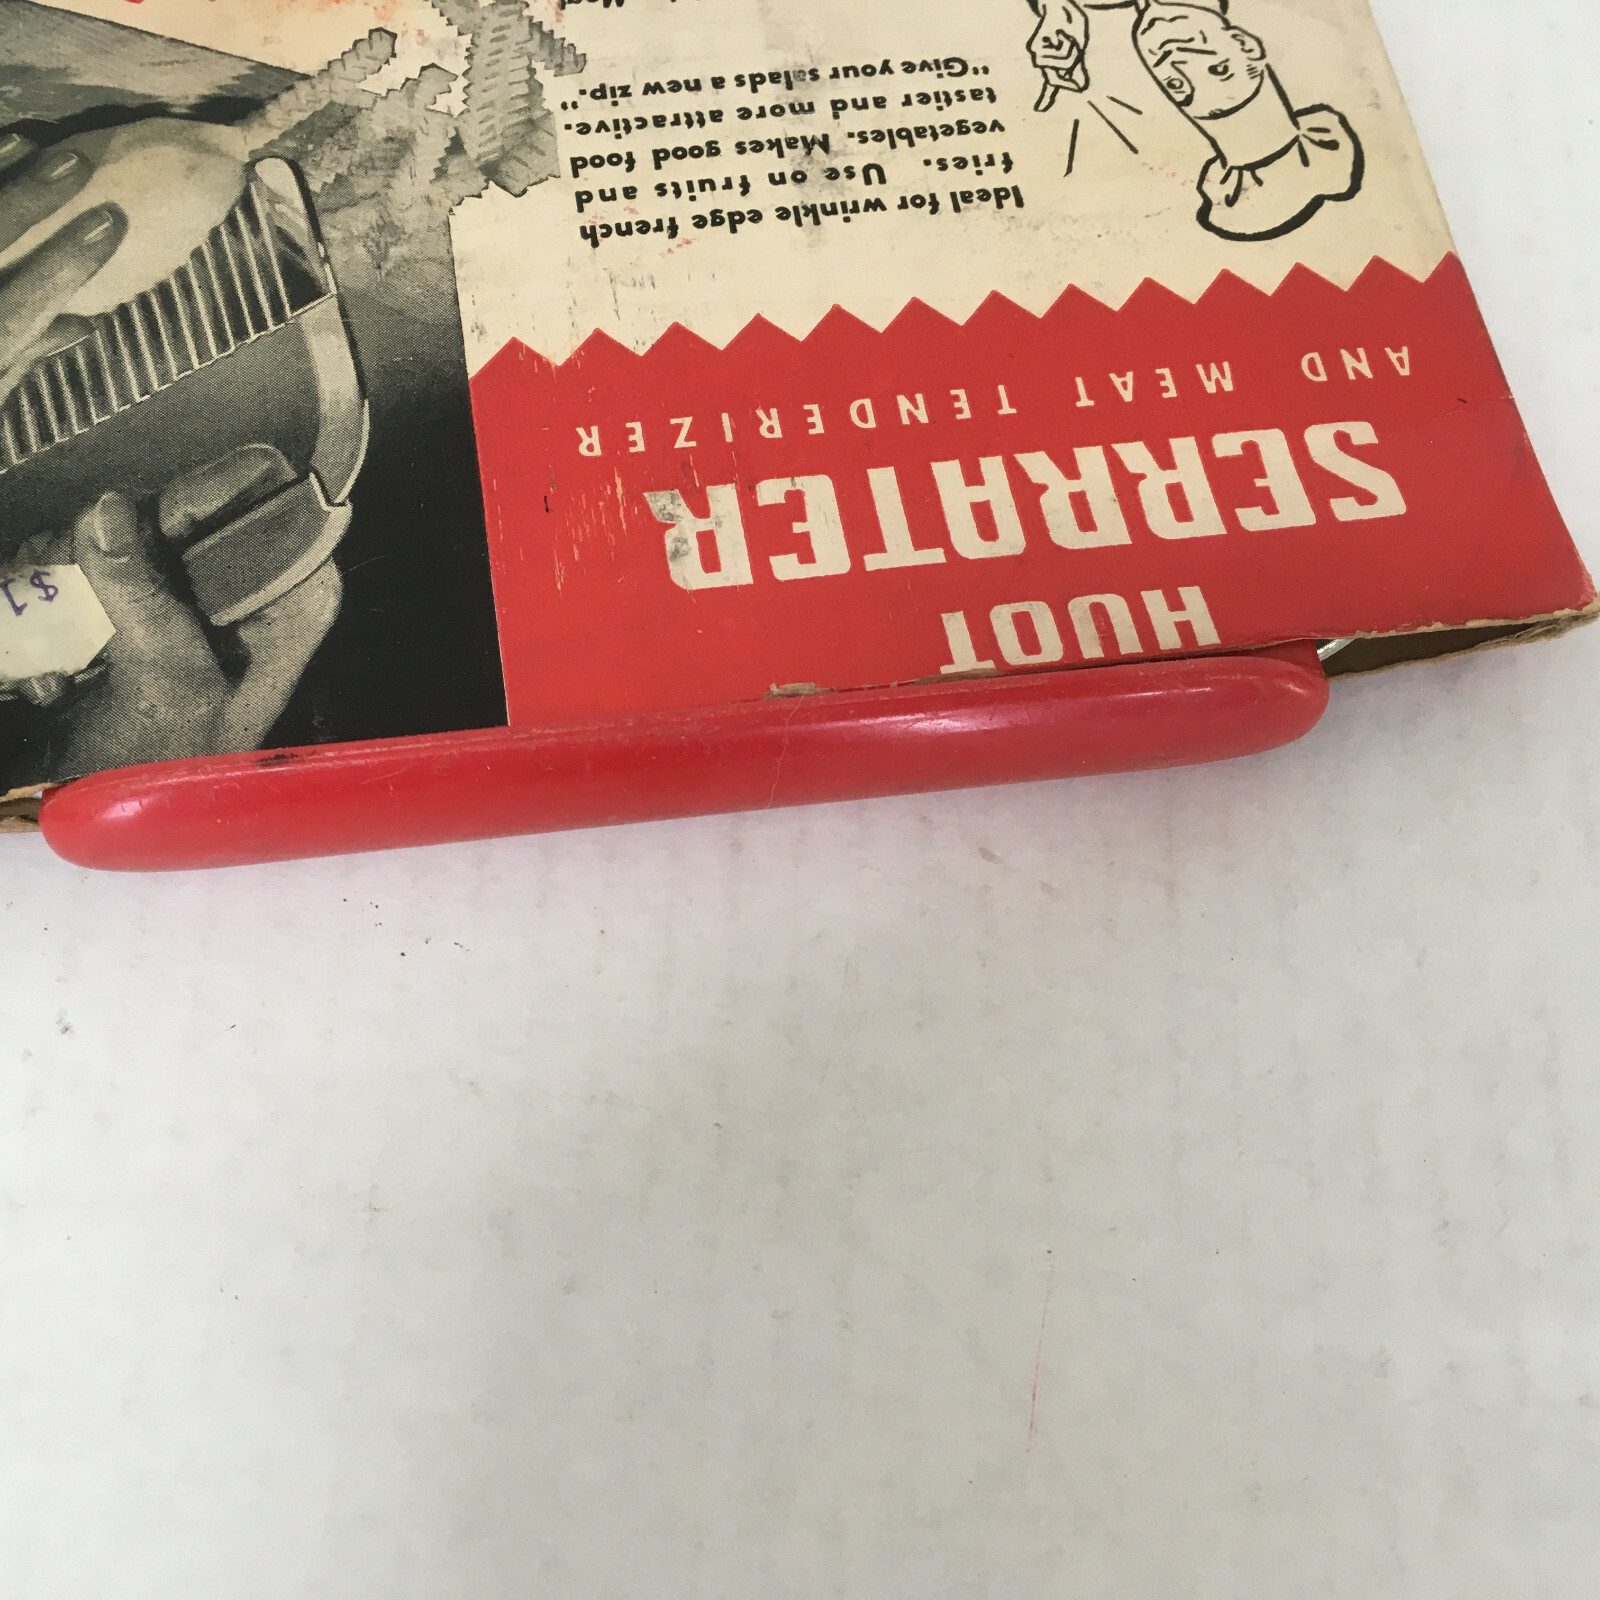 HUOT
SERRATER
AND MEAT TENDERIZER
Ideal for wrinkle edge french
fries. Use on fruits and
vegetables. Makes good food
tastier and more attractive.
"Give your salads a new zip."
$1